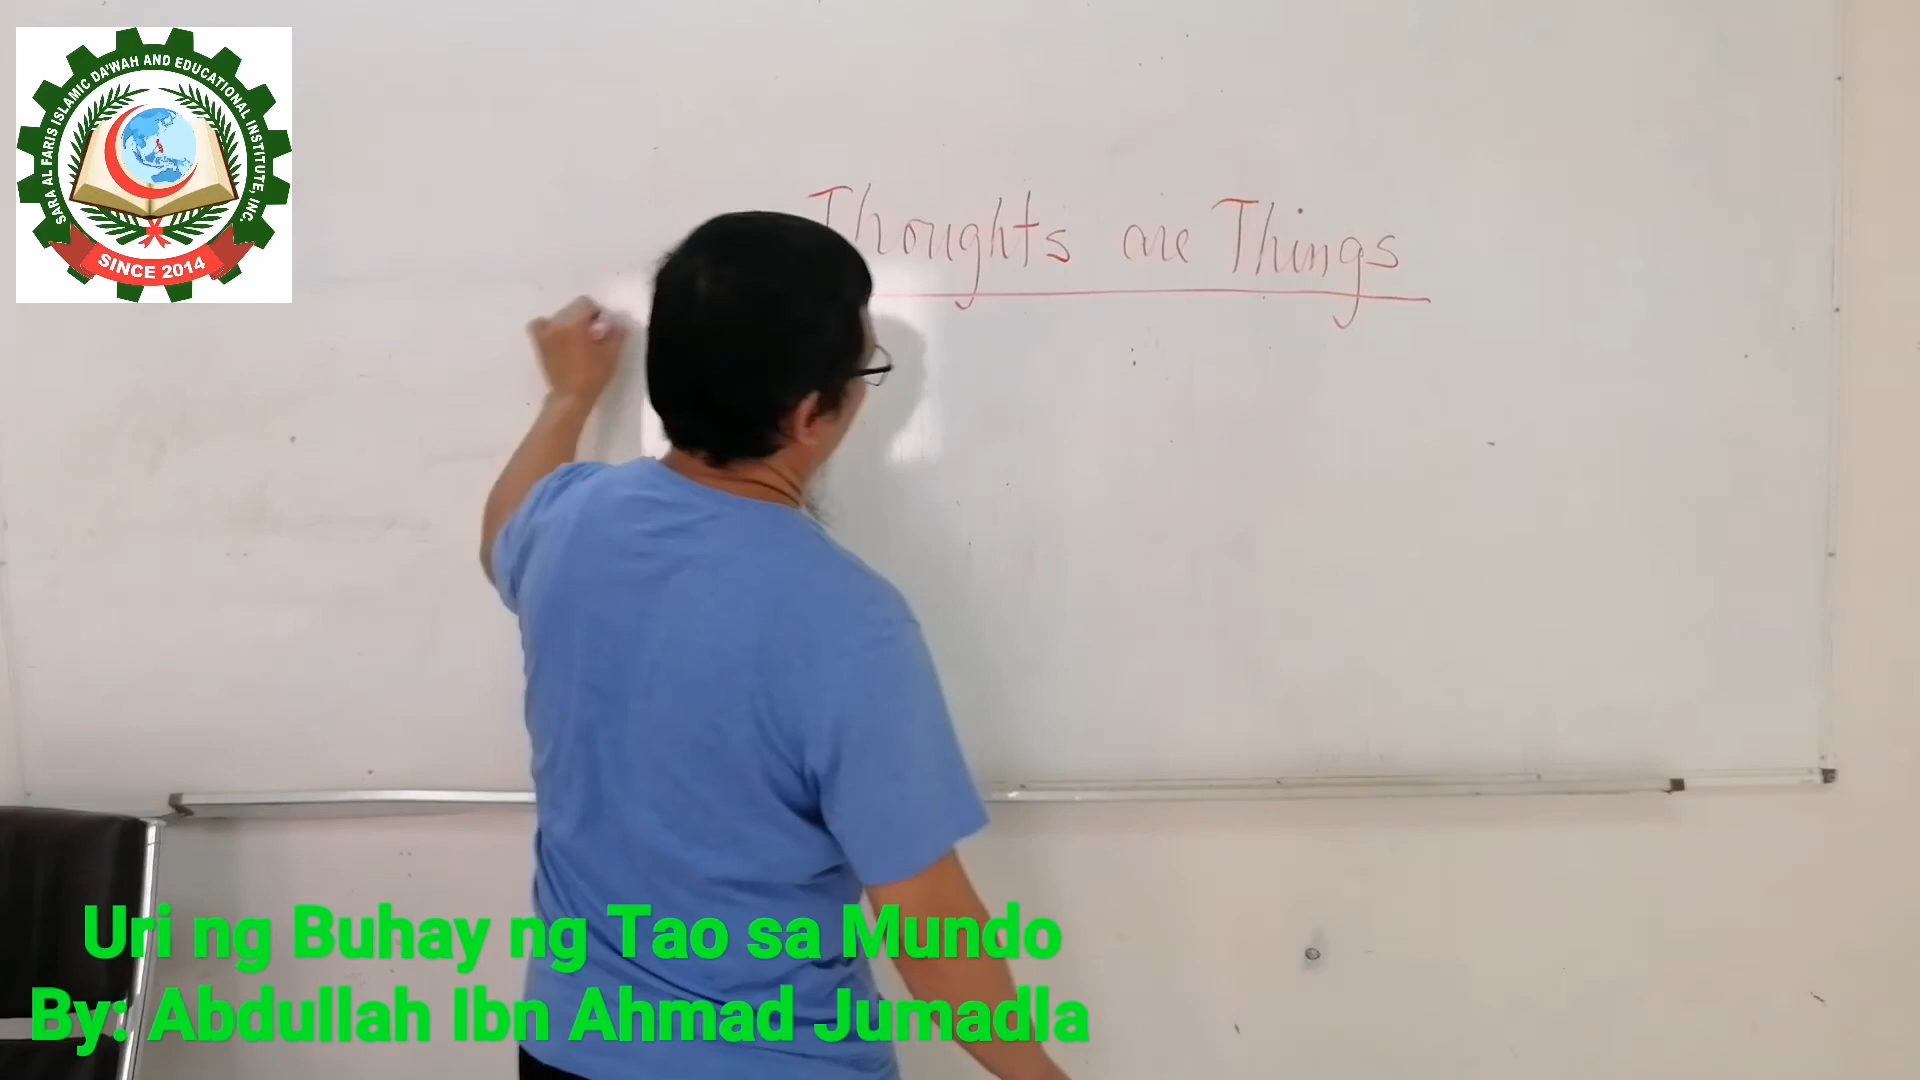 SARA AL FARIS ISLAMIC DA'WAH AND EDUCATIONAL INSTITUTE, INC.
SINCE 2014
Thoughts are Things
Uri ng Buhay ng Tao sa Mundo
By: Abdullah Ibn Ahmad Jumadla